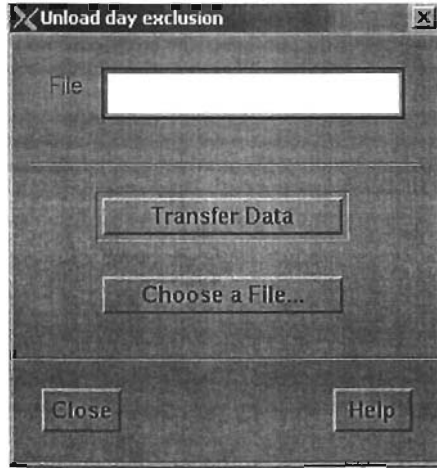 Unload day exclusion
File
Transfer Data
Choose a File...
Close
Help